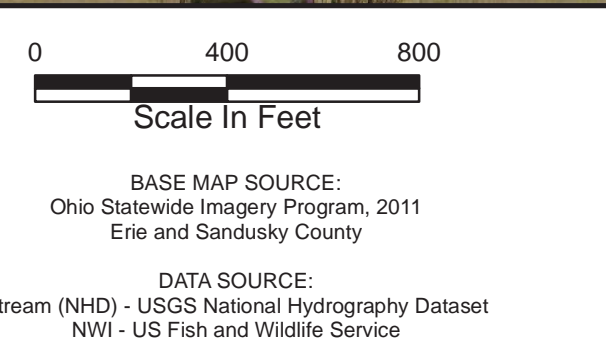 0 400 800
Scale In Feet
BASE MAP SOURCE:
Ohio Statewide Imagery Program, 2011
Erie and Sandusky County
DATA SOURCE:
tream (NHD) - USGS National Hydrography Dataset
NWI - US Fish and Wildlife Service